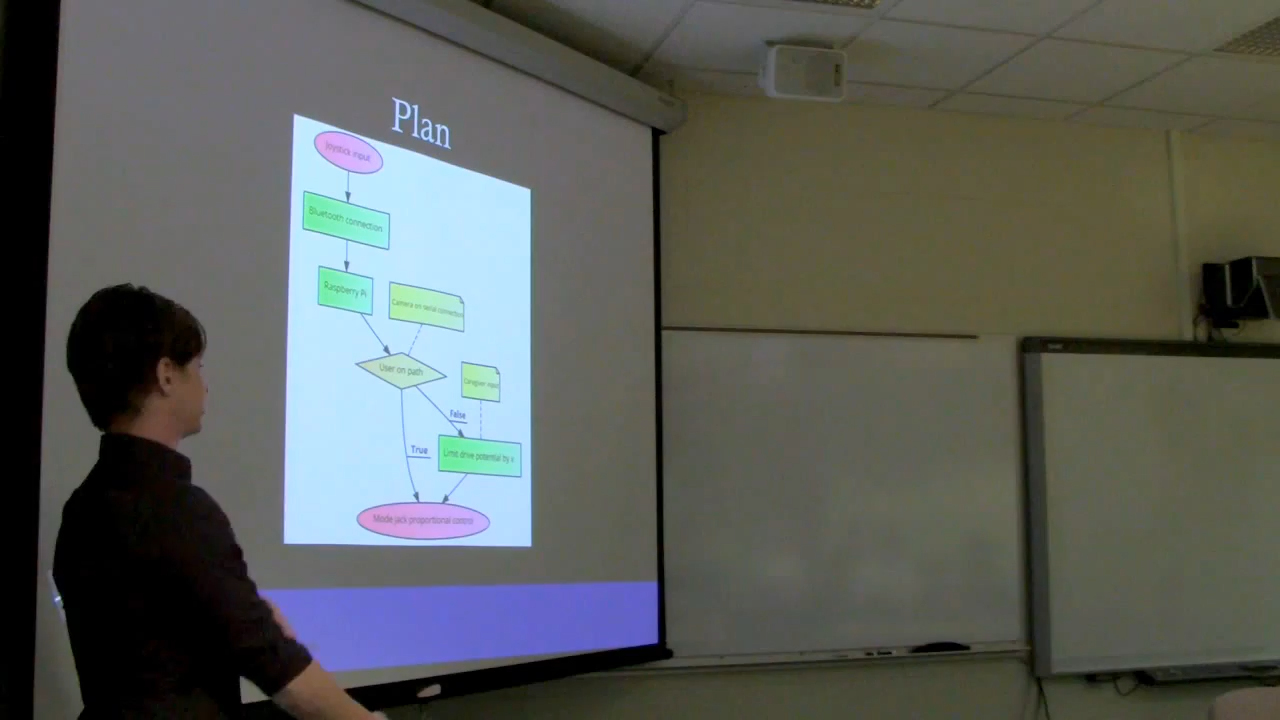 Plan
Joystick input
Bluetooth connection
Raspberry Pi
Camera on serial connection
User on path
Caregiver input
False
True
Limit drive potential by x
Mode jack proportional control